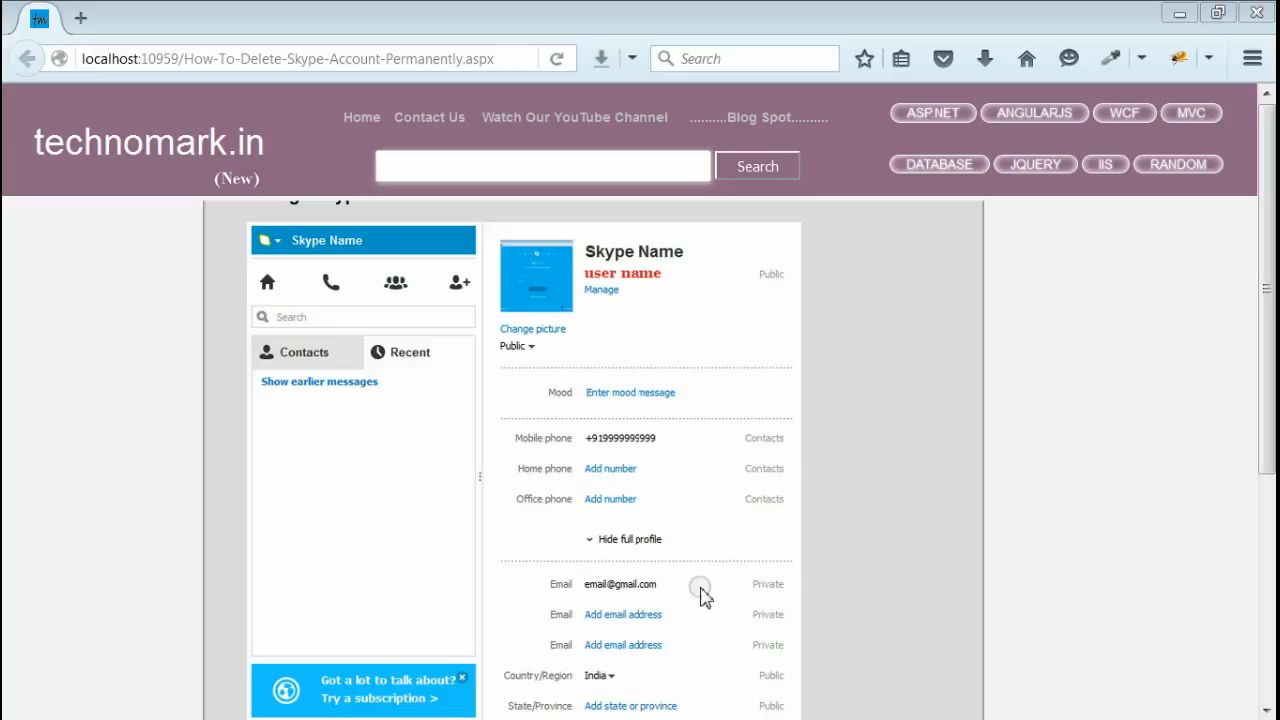 tm
localhost:10959/How-To-Delete-Skype-Account-Permanently.aspx
Search
technomark.in
(New)
Home Contact Us Watch Our YouTube Channel ..........Blog Spot..........
Search
ASP.NET ANGULARJS WCF MVC
DATABASE JQUERY IIS RANDOM
Skype Name
Search
Contacts Recent
Show earlier messages
Got a lot to talk about?
Try a subscription >
Skype Name
user name Public
Manage
Change picture
Public
Mood Enter mood message
Mobile phone +919999999999 Contacts
Home phone Add number Contacts
Office phone Add number Contacts
Hide full profile
Email email@gmail.com Private
Email Add email address Private
Email Add email address Private
Country/Region India Public
State/Province Add state or province Public